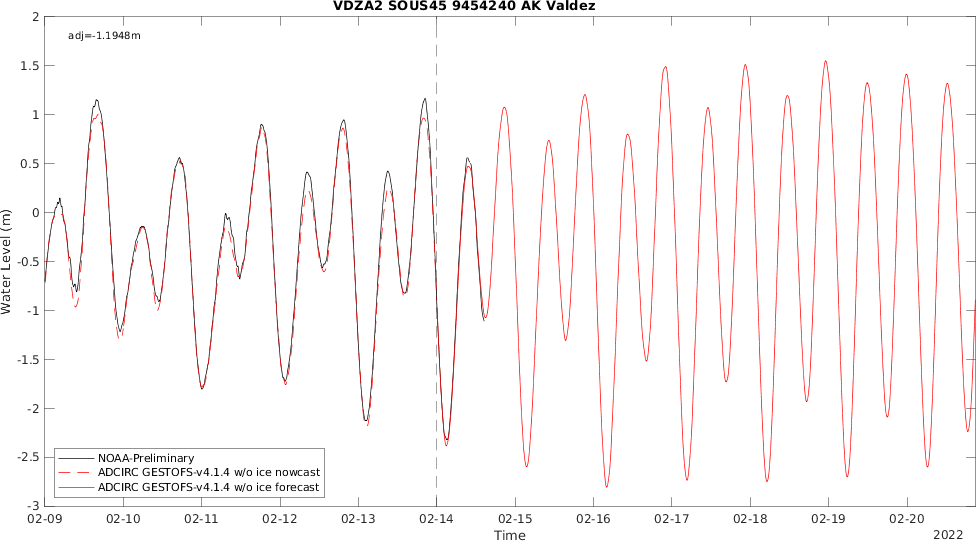 VDZA2 SOUS45 9454240 AK Valdez
adj=-1.1948m
2
1.5
1
0.5
0
-0.5
-1
-1.5
-2
-2.5
-3
Water Level (m)
NOAA-Preliminary
ADCIRC GESTOFS-v4.1.4 w/o ice nowcast
ADCIRC GESTOFS-v4.1.4 w/o ice forecast
02-09 02-10 02-11 02-12 02-13 02-14 02-15 02-16 02-17 02-18 02-19 02-20
Time
2022